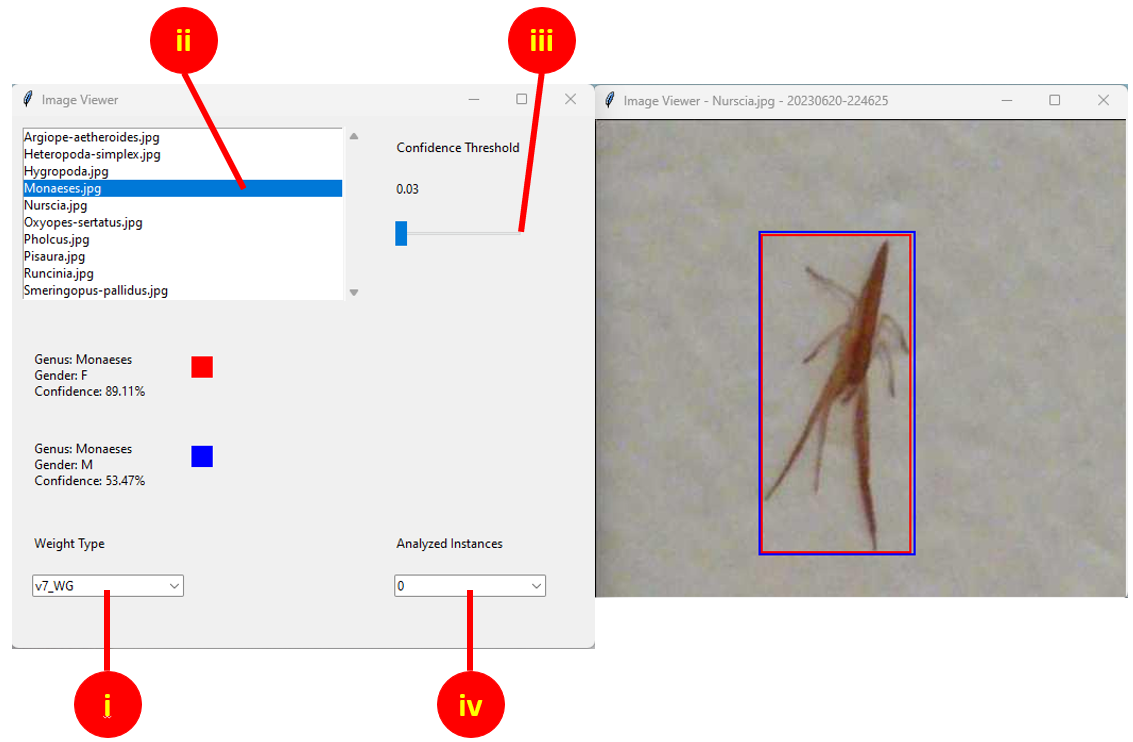 ii
iii
Image Viewer
Image Viewer - Nurscia.jpg - 20230620-224625
Argiope-aetheroides.jpg
Heteropoda-simplex.jpg
Hygropoda.jpg
Monaeses.jpg
Nurscia.jpg
Oxyopes-sertatus.jpg
Pholcus.jpg
Pisaura.jpg
Runcinia.jpg
Smeringopus-pallidus.jpg
Confidence Threshold
0.03
Genus: Monaeses
Gender: F
Confidence: 89.11%
Genus: Monaeses
Gender: M
Confidence: 53.47%
Weight Type
v7_WG
Analyzed Instances
0
i
iv